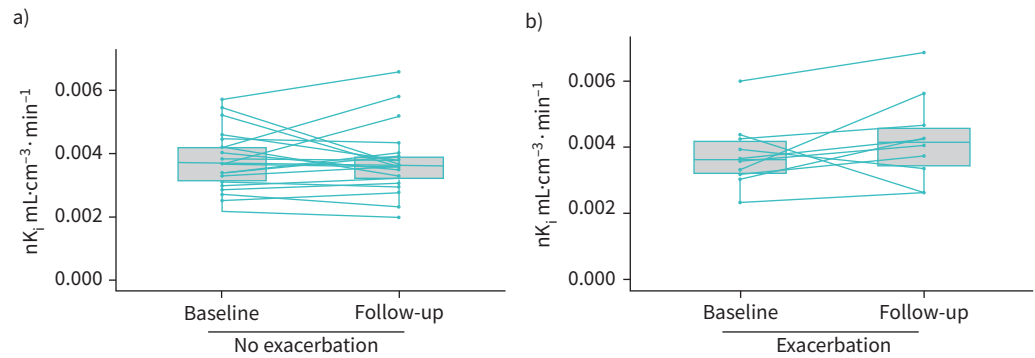 a)
nKᵢ mL·cm⁻³· min⁻¹
0.006
0.004
0.002
0.000
Baseline Follow-up
No exacerbation
b)
nKᵢ mL·cm⁻³· min⁻¹
0.006
0.004
0.002
0.000
Baseline Follow-up
Exacerbation